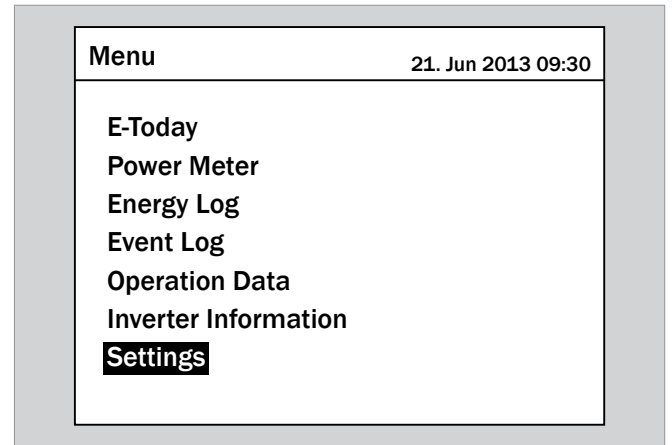 Menu
21. Jun 2013 09:30
E-Today
Power Meter
Energy Log
Event Log
Operation Data
Inverter Information
Settings